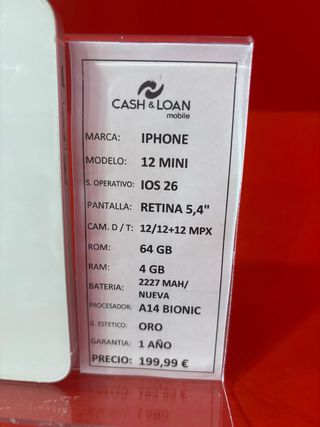 CASH & LOAN
mobile
MARCA: IPHONE
MODELO: 12 MINI
S. OPERATIVO: IOS 26
PANTALLA: RETINA 5,4"
CAM. D / T: 12/12+12 MPX
ROM: 64 GB
RAM: 4 GB
BATERIA: 2227 MAH/
NUEVA
PROCESADOR: A14 BIONIC
G. ESTETICO: ORO
GARANTIA: 1 AÑO
PRECIO: 199,99 €